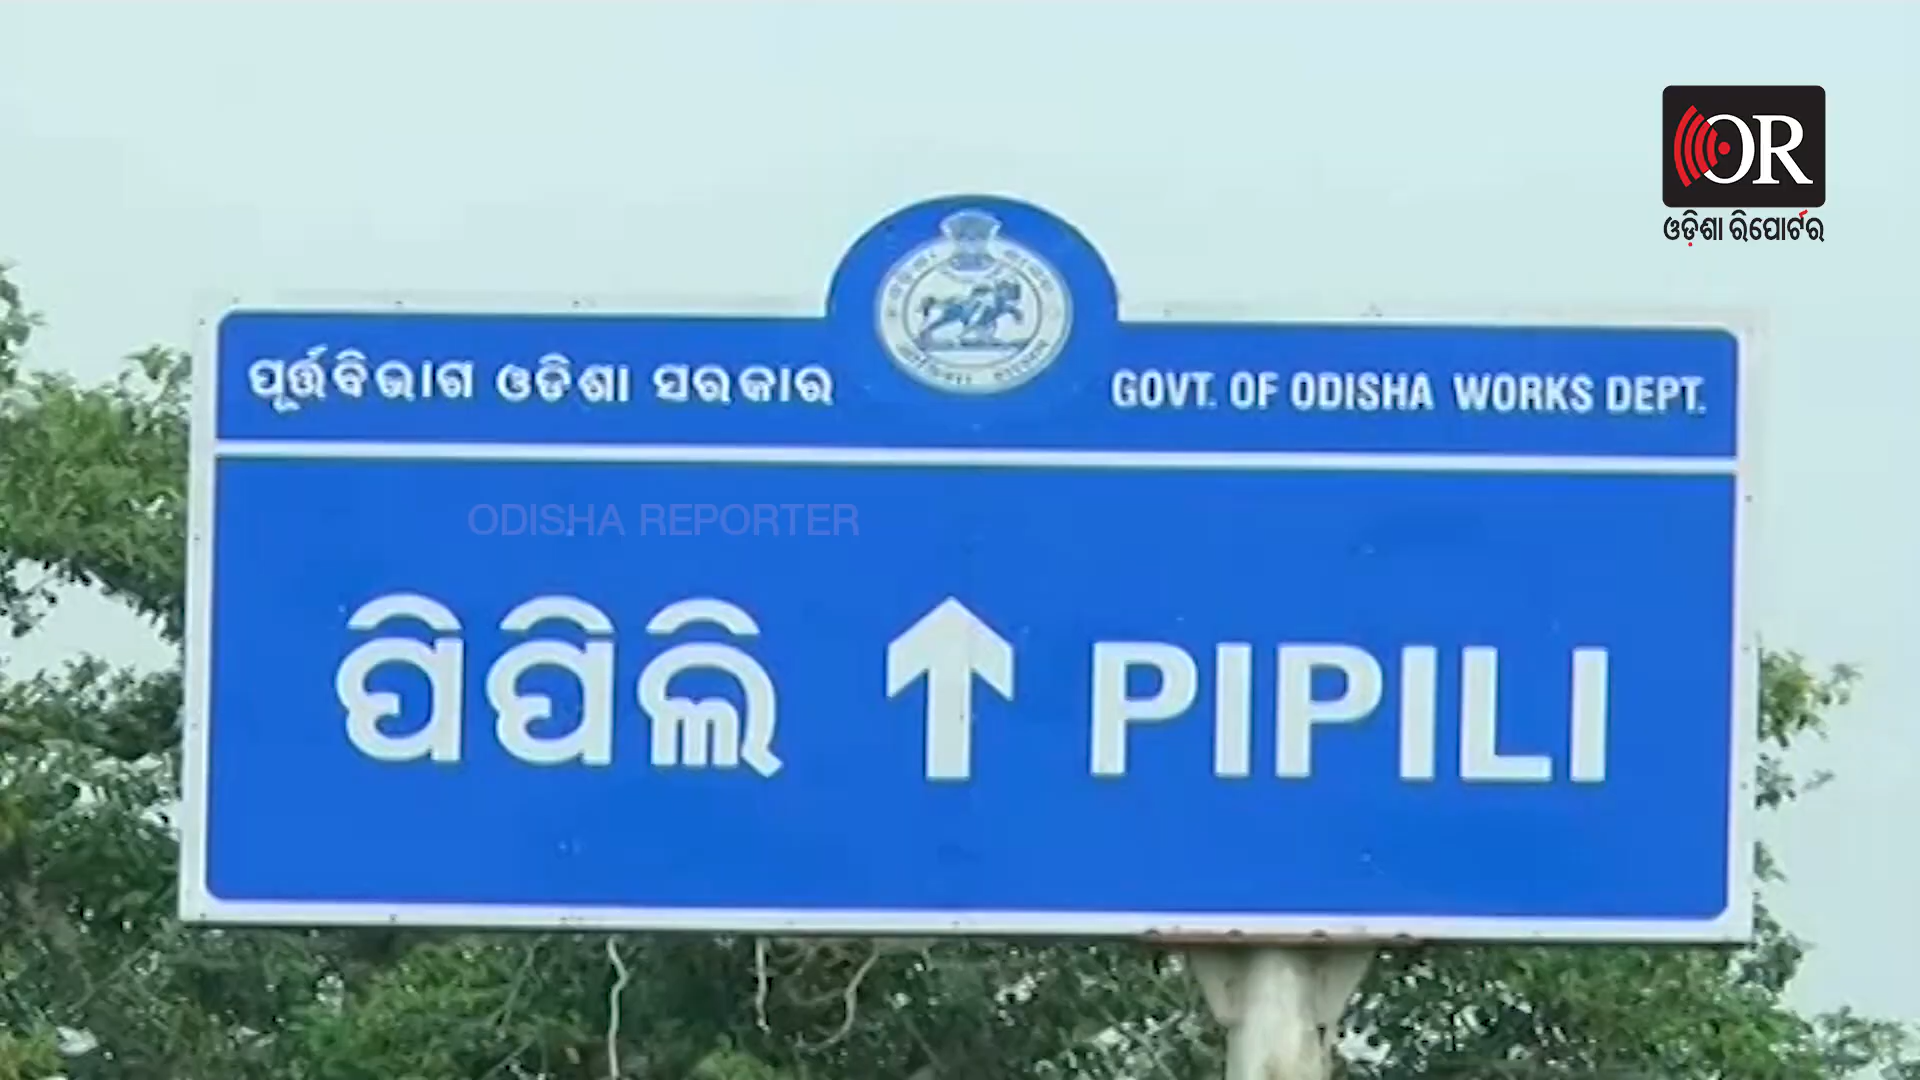 OR
ଓଡ଼ିଶା ରିପୋର୍ଟର
ପୂର୍ତ୍ତବିଭାଗ ଓଡିଶା ସରକାର
GOVT. OF ODISHA WORKS DEPT.
ODISHA REPORTER
ପିପିଲି ↑ PIPILI